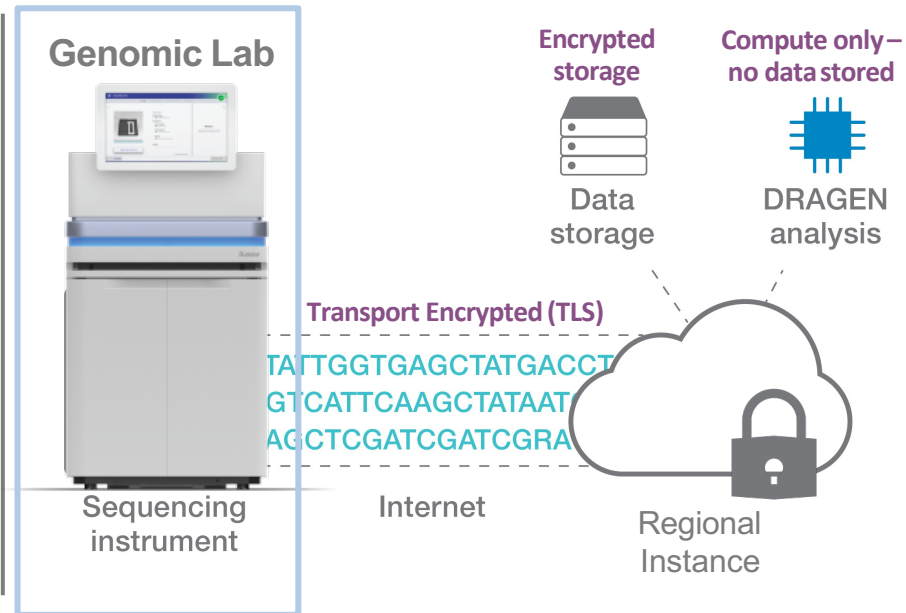 Genomic Lab
Encrypted
storage
Compute only –
no data stored
Data
storage
DRAGEN
analysis
Transport Encrypted (TLS)
TATTGGTGAGCTATGACCT
GTCATTCAAGCTATAAT
AGCTCGATCGATCGRA
Sequencing
instrument
Internet
Regional
Instance